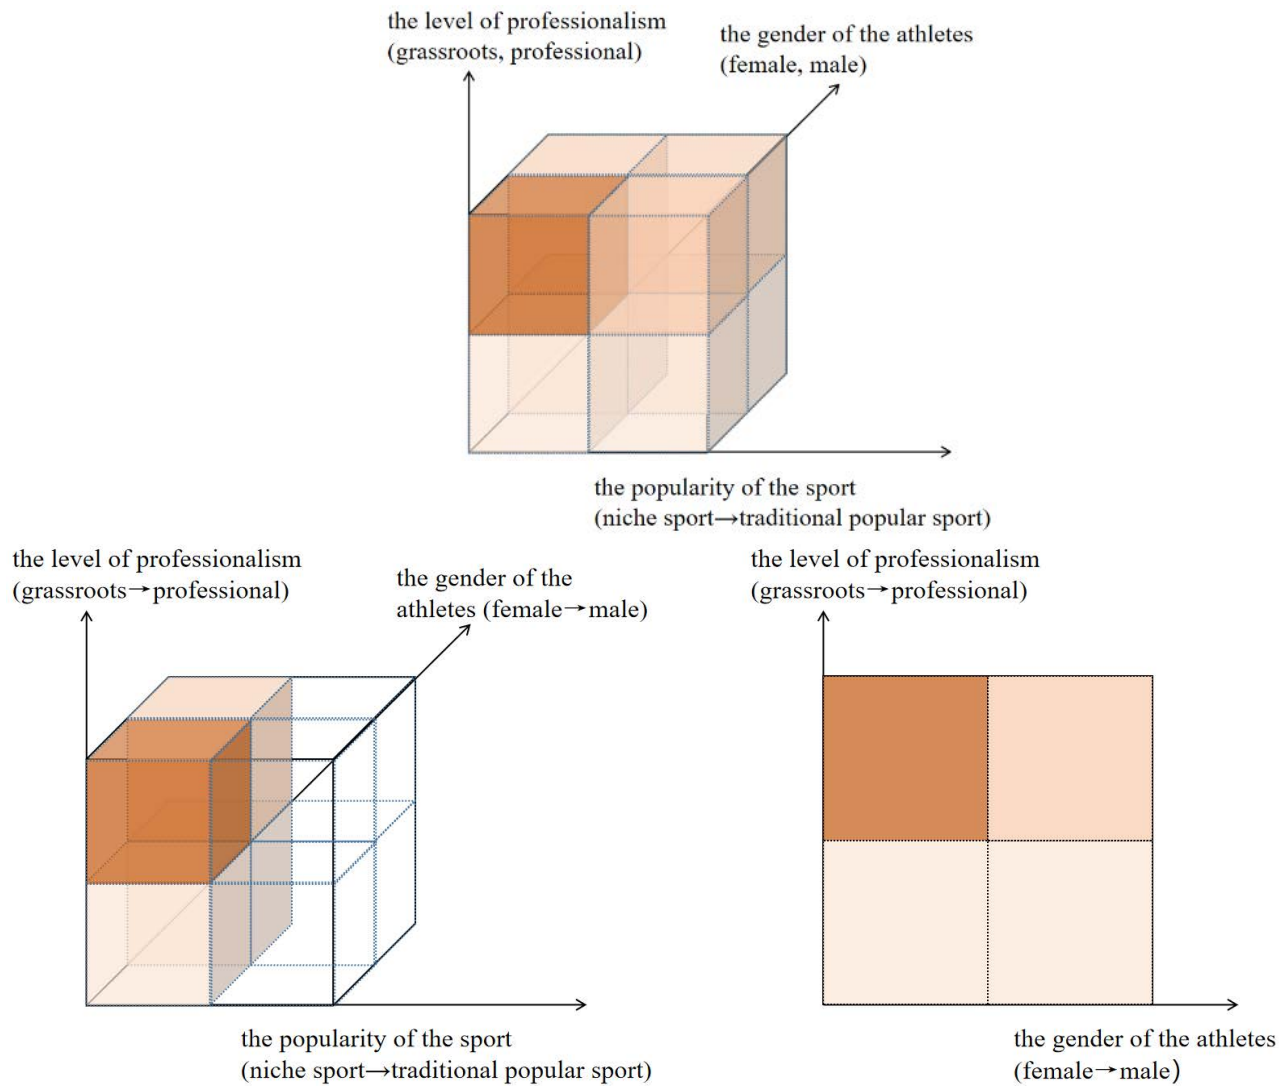 the level of professionalism
(grassroots, professional)
the gender of the athletes
(female, male)
the popularity of the sport
(niche sport→traditional popular sport)
the level of professionalism
(grassroots→professional)
the gender of the
athletes (female→male)
the popularity of the sport
(niche sport→traditional popular sport)
the level of professionalism
(grassroots→professional)
the gender of the athletes
(female→male)